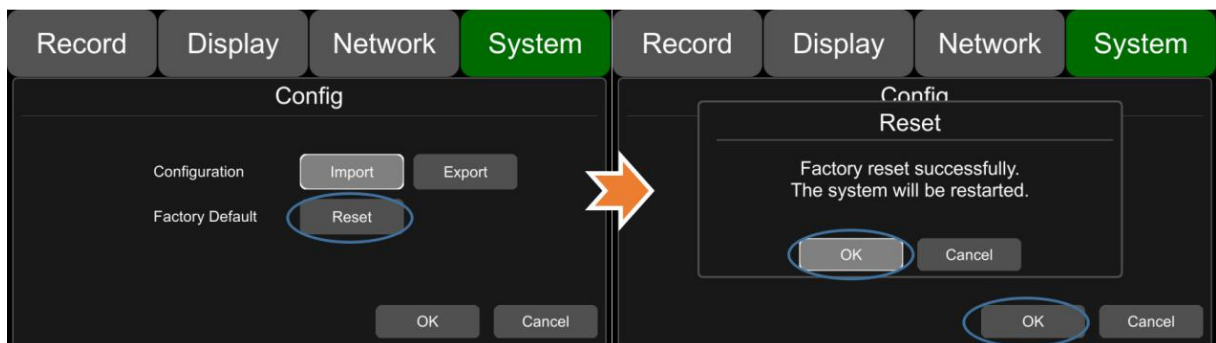 Record Display Network System
Config
Configuration Import Export
Factory Default Reset
OK Cancel
Record Display Network System
Config
Reset
Factory reset successfully.
The system will be restarted.
OK Cancel
OK Cancel